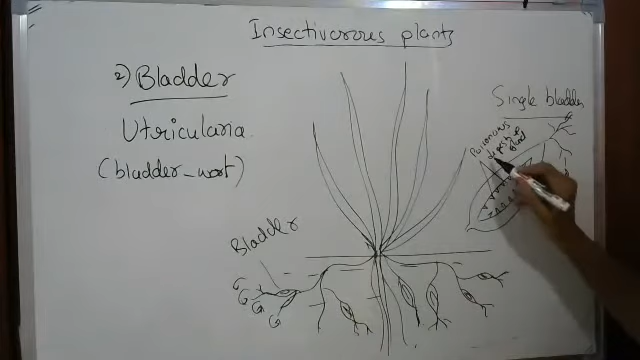 Insectivorous plants
2) Bladder
Utricularia
(bladder-wort)
Single bladder
Bladder